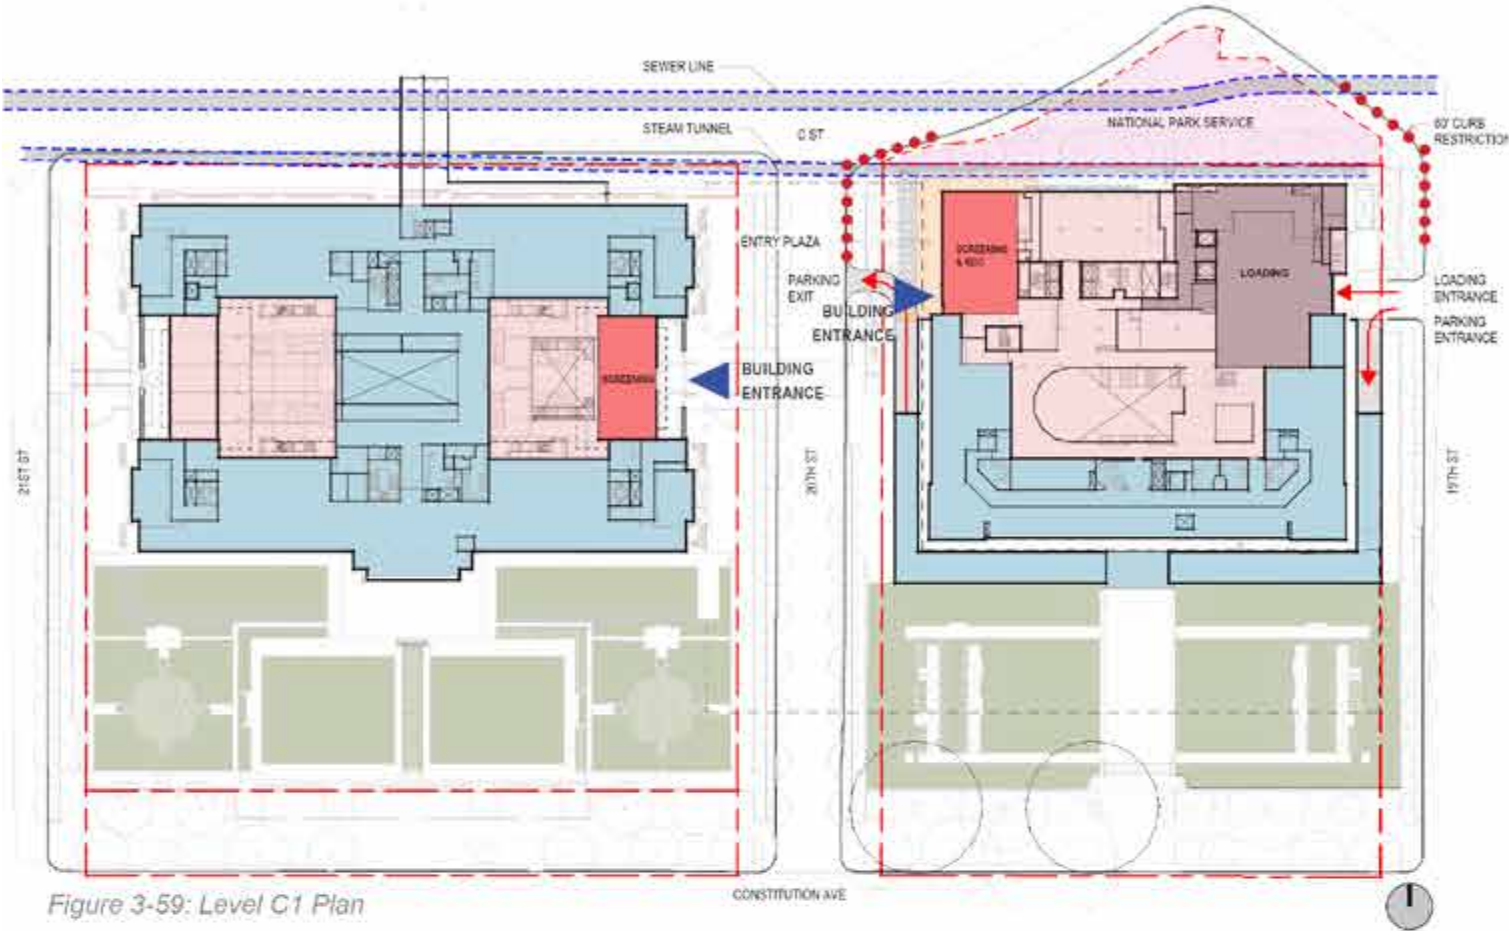 SEWER LINE
STEAM TUNNEL
C ST
NATIONAL PARK SERVICE
60' CURB
RESTRICTION
ENTRY PLAZA
PARKING
EXIT
BUILDING
ENTRANCE
SCREENING
LOADING
LOADING
ENTRANCE
PARKING
ENTRANCE
SCREENING
BUILDING
ENTRANCE
21ST ST
20TH ST
19TH ST
CONSTITUTION AVE
Figure 3-59: Level C1 Plan